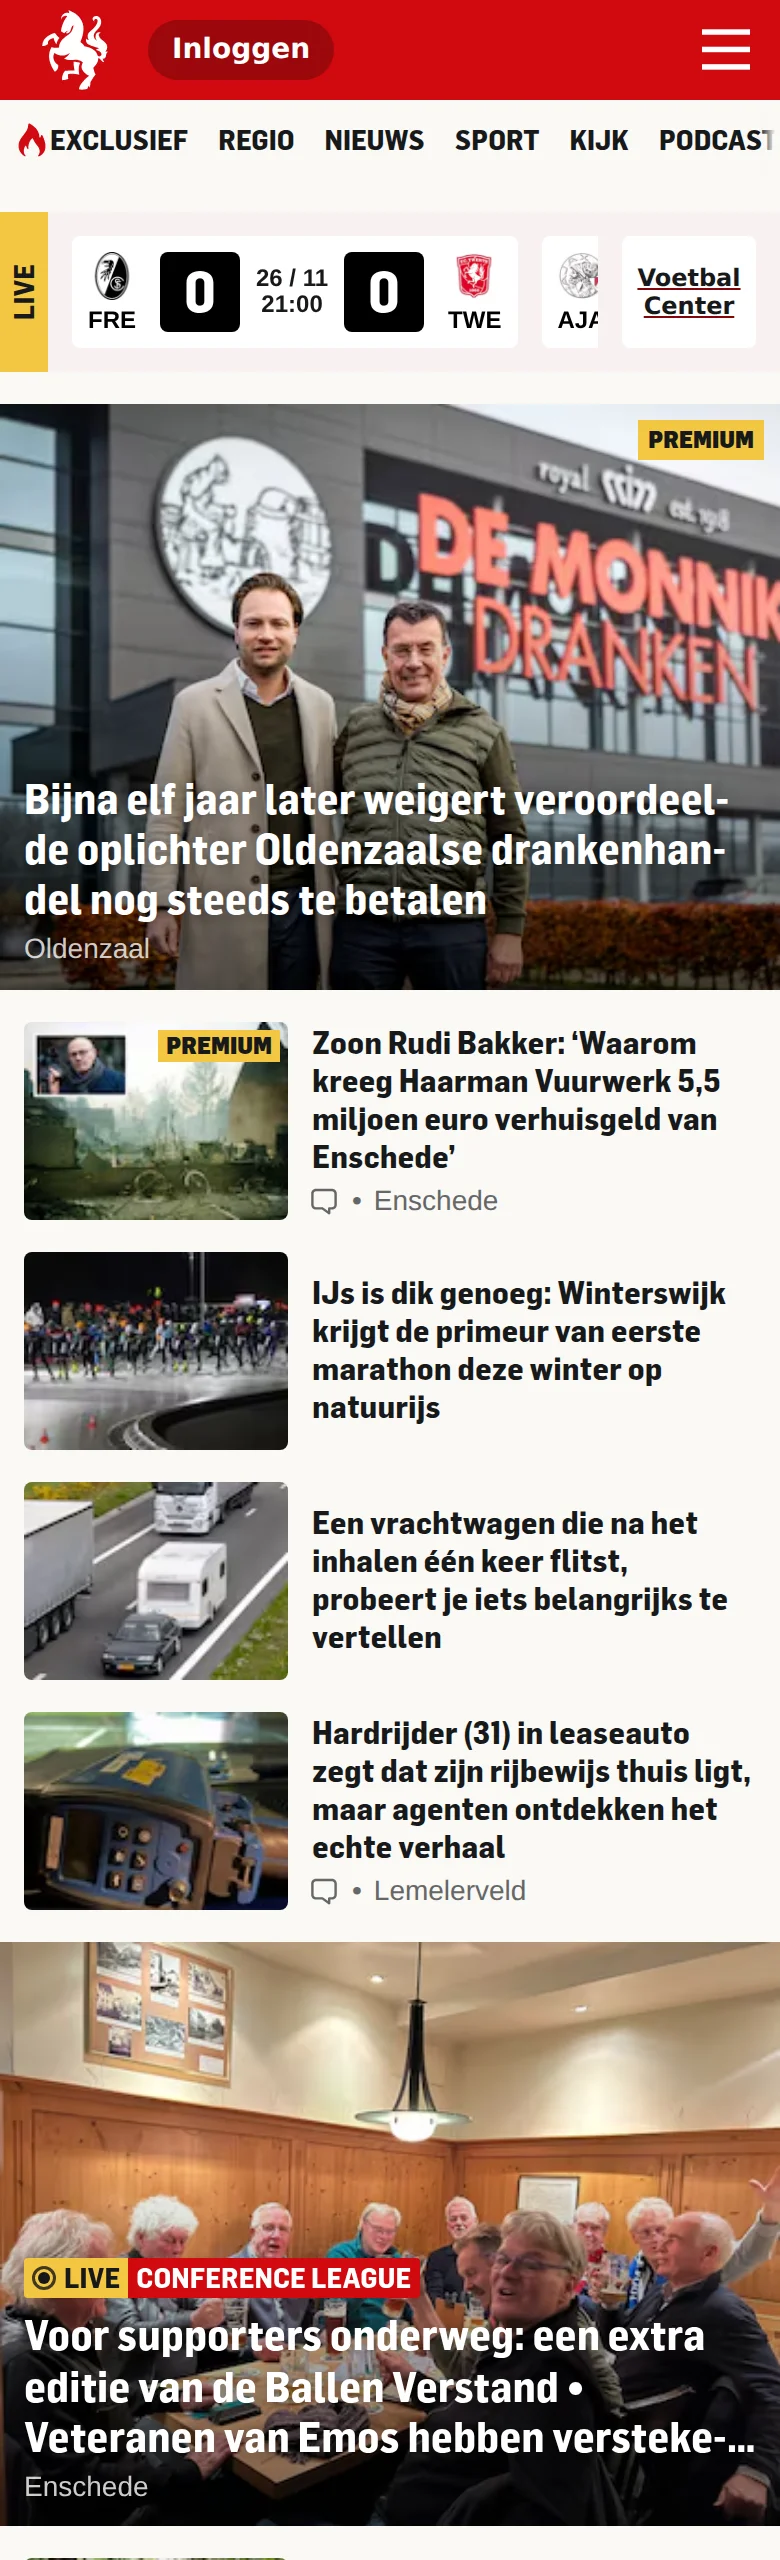 Inloggen
EXCLUSIEF REGIO NIEUWS SPORT KIJK PODCAST
LIVE
FRE 0 26 / 11 21:00 0 TWE
AJA
Voetbal
Center
PREMIUM
royal est. 1918
DE MONNIK
DRANKEN
Bijna elf jaar later weigert veroordeel-
de oplichter Oldenzaalse drankenhan-
del nog steeds te betalen
Oldenzaal
PREMIUM
Zoon Rudi Bakker: ‘Waarom
kreeg Haarman Vuurwerk 5,5
miljoen euro verhuisgeld van
Enschede’
• Enschede
IJs is dik genoeg: Winterswijk
krijgt de primeur van eerste
marathon deze winter op
natuurijs
Een vrachtwagen die na het
inhalen één keer flitst,
probeert je iets belangrijks te
vertellen
Hardrijder (31) in leaseauto
zegt dat zijn rijbewijs thuis ligt,
maar agenten ontdekken het
echte verhaal
• Lemelerveld
LIVE CONFERENCE LEAGUE
Voor supporters onderweg: een extra
editie van de Ballen Verstand •
Veteranen van Emos hebben versteke-...
Enschede